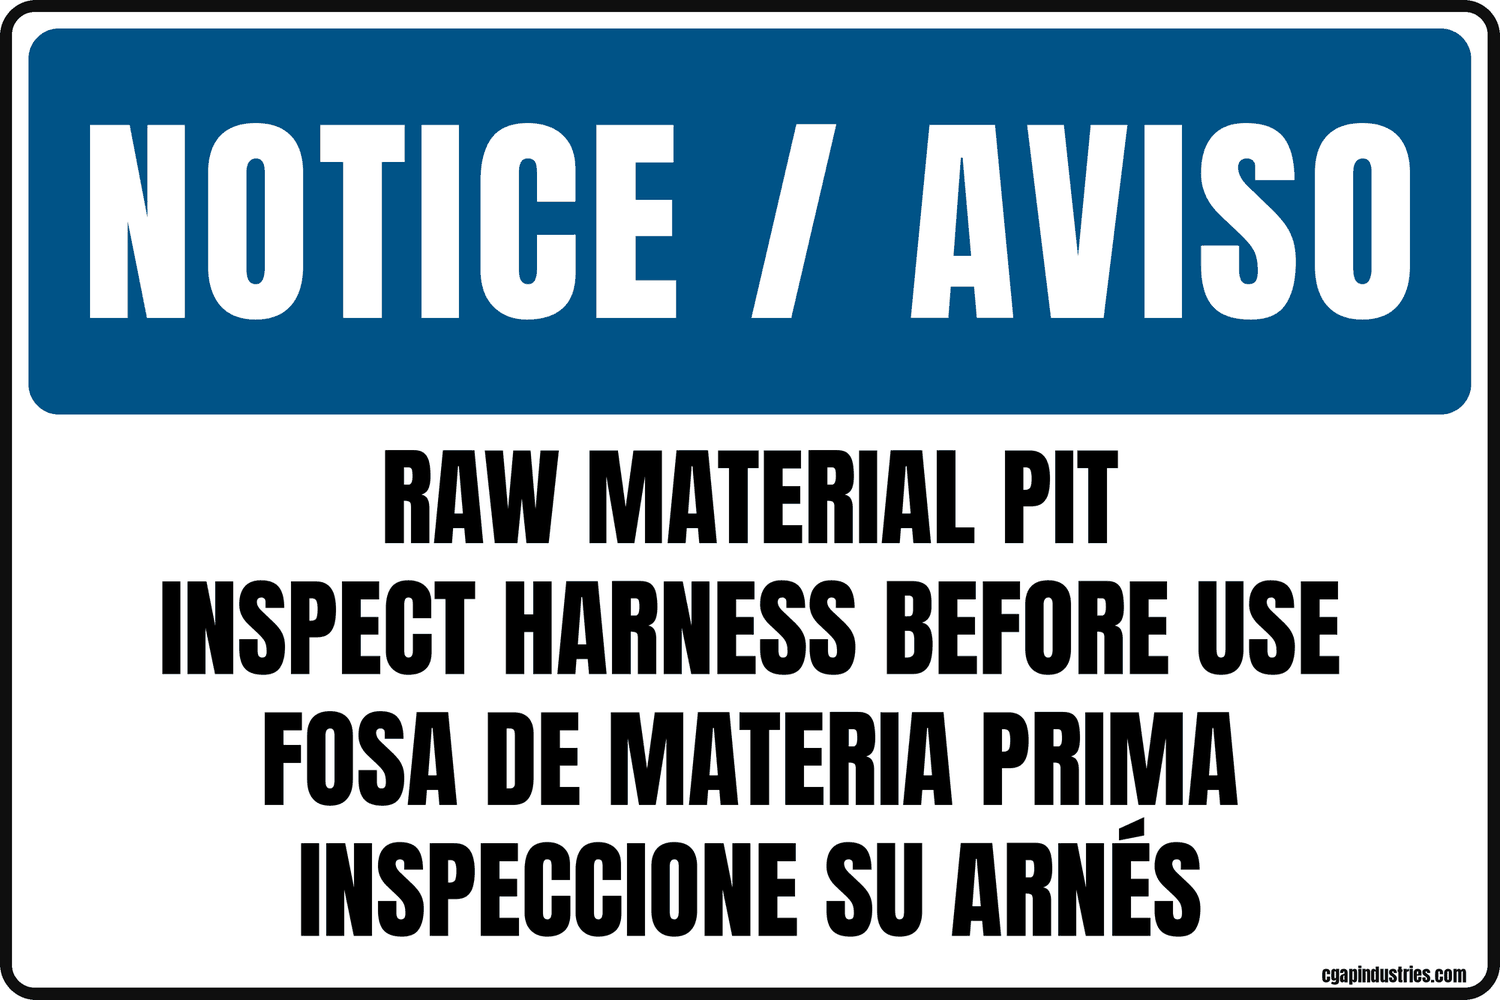 NOTICE / AVISO
RAW MATERIAL PIT
INSPECT HARNESS BEFORE USE
FOSA DE MATERIA PRIMA
INSPECCIONE SU ARNÉS
cgapindustries.com